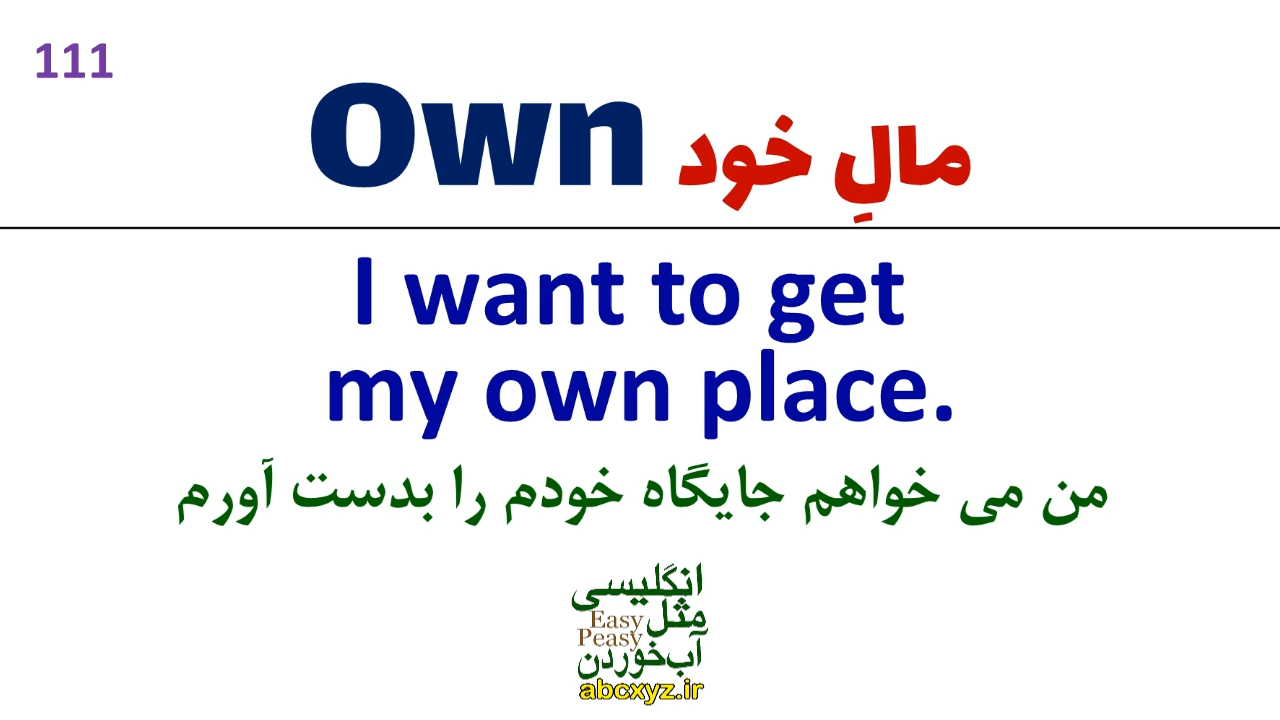 111
Own مالِ خود
I want to get
my own place.
من می خواهم جایگاه خودم را بدست آورم
انگلیسی
مثل Easy
Peasy
آب‌خوردن
abcxyz.ir